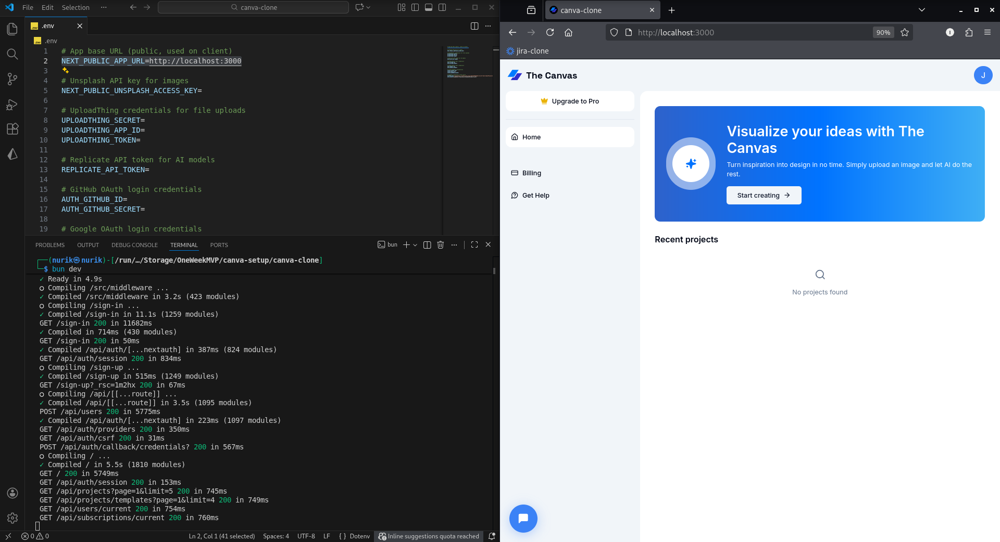 File Edit Selection ···
canva-clone
.env
.env
1 # App base URL (public, used on client)
2 NEXT_PUBLIC_APP_URL=http://localhost:3000
3
4 # Unsplash API key for images
5 NEXT_PUBLIC_UNSPLASH_ACCESS_KEY=
6
7 # UploadThing credentials for file uploads
8 UPLOADTHING_SECRET=
9 UPLOADTHING_APP_ID=
10 UPLOADTHING_TOKEN=
11
12 # Replicate API token for AI models
13 REPLICATE_API_TOKEN=
14
15 # GitHub OAuth login credentials
16 AUTH_GITHUB_ID=
17 AUTH_GITHUB_SECRET=
18
19 # Google OAuth login credentials
PROBLEMS OUTPUT DEBUG CONSOLE TERMINAL PORTS
bun
(nurik㉿nurik)-[/run/…/Storage/OneWeekMVP/canva-setup/canva-clone]
$ bun dev
✓ Ready in 4.9s
○ Compiling /src/middleware ...
✓ Compiled /src/middleware in 3.2s (423 modules)
○ Compiling /sign-in ...
✓ Compiled /sign-in in 11.1s (1259 modules)
GET /sign-in 200 in 11682ms
✓ Compiled in 714ms (430 modules)
GET /sign-in 200 in 50ms
✓ Compiled /api/auth/[...nextauth] in 387ms (824 modules)
GET /api/auth/session 200 in 834ms
○ Compiling /sign-up ...
✓ Compiled /sign-up in 515ms (1249 modules)
GET /sign-up?_rsc=1m2hx 200 in 67ms
○ Compiling /api/[[...route]] ...
✓ Compiled /api/[[...route]] in 3.5s (1095 modules)
POST /api/users 200 in 5775ms
✓ Compiled /api/auth/[...nextauth] in 223ms (1097 modules)
GET /api/auth/providers 200 in 350ms
GET /api/auth/csrf 200 in 31ms
POST /api/auth/callback/credentials? 200 in 567ms
○ Compiling / ...
✓ Compiled / in 5.5s (1810 modules)
GET / 200 in 5749ms
GET /api/auth/session 200 in 153ms
GET /api/projects?page=1&limit=5 200 in 745ms
GET /api/projects/templates?page=1&limit=4 200 in 749ms
GET /api/users/current 200 in 754ms
GET /api/subscriptions/current 200 in 760ms
0 0 Ln 2, Col 1 (41 selected) Spaces: 4 UTF-8 LF { } Dotenv Inline suggestions quota reached
canva-clone
http://localhost:3000
90%
jira-clone
The Canvas
J
Upgrade to Pro
Home
Billing
Get Help
Visualize your ideas with The
Canvas
Turn inspiration into design in no time. Simply upload an image and let AI do the
rest.
Start creating
Recent projects
No projects found